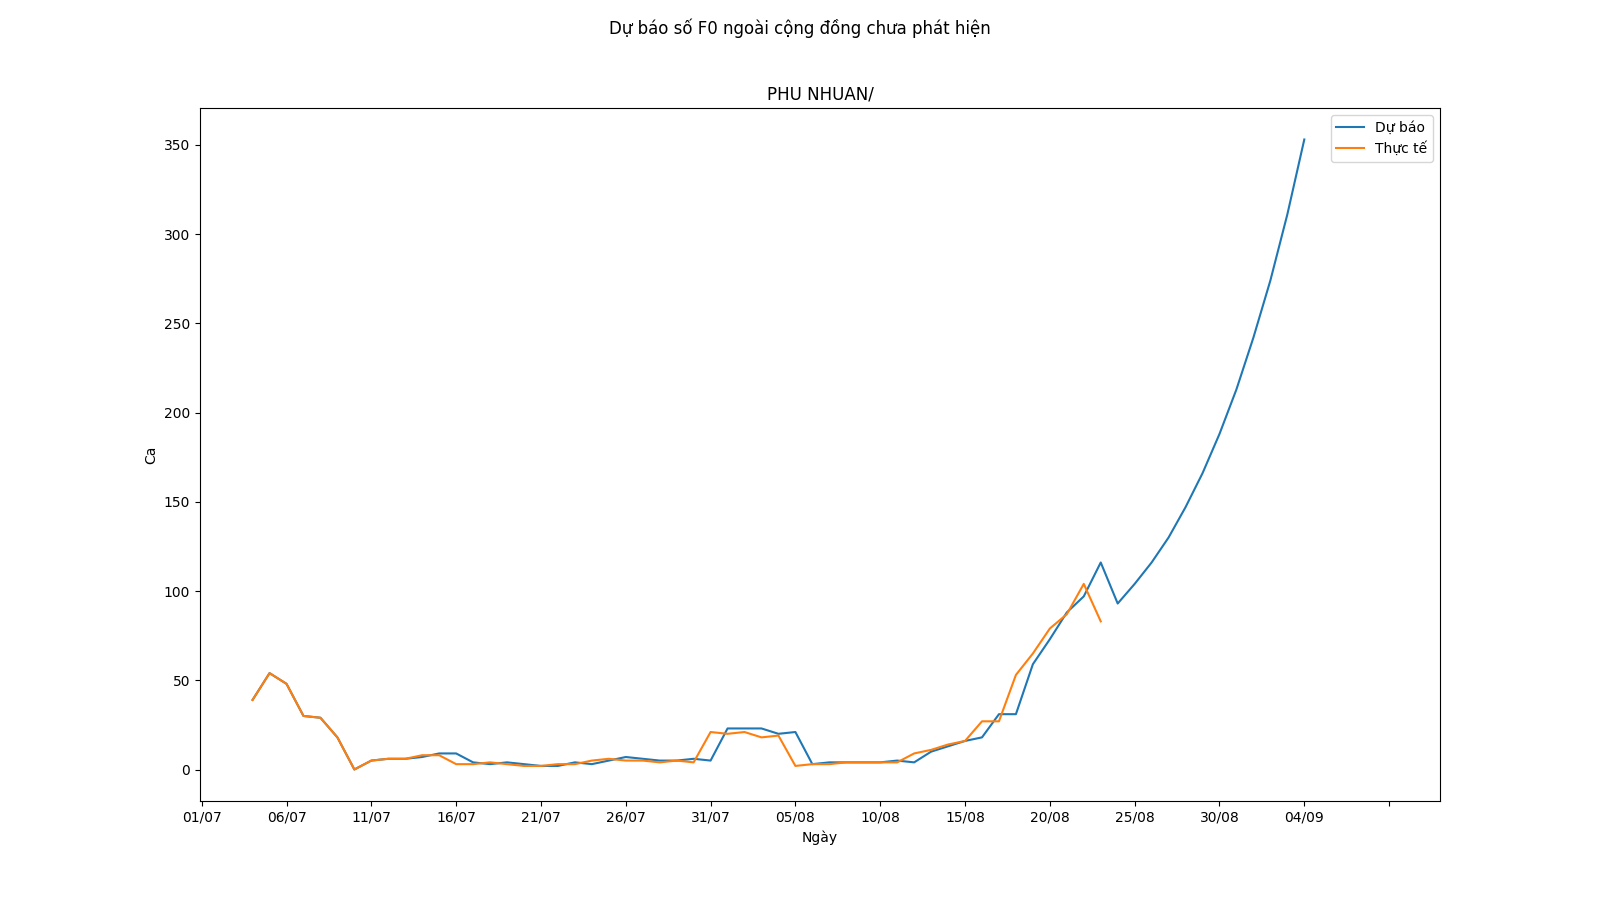 Dự báo số F0 ngoài cộng đồng chưa phát hiện
PHU NHUAN/
Dự báo
Thực tế
350
300
250
200
150
100
50
0
Ca
01/07 06/07 11/07 16/07 21/07 26/07 31/07 05/08 10/08 15/08 20/08 25/08 30/08 04/09
Ngày